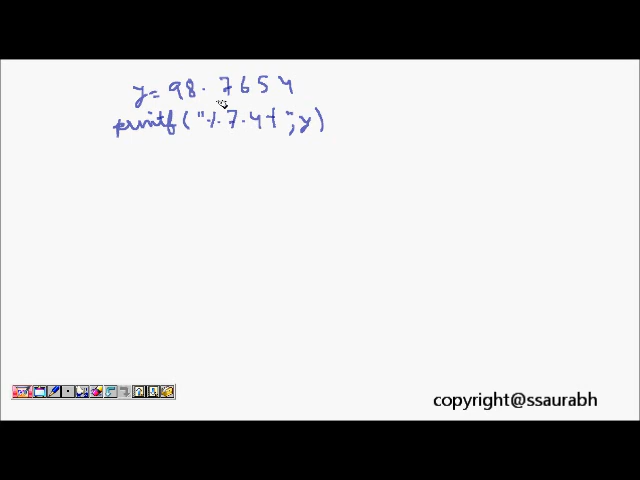 y = 98.7654
printf ("%7.4f", y)
copyright@ssaurabh